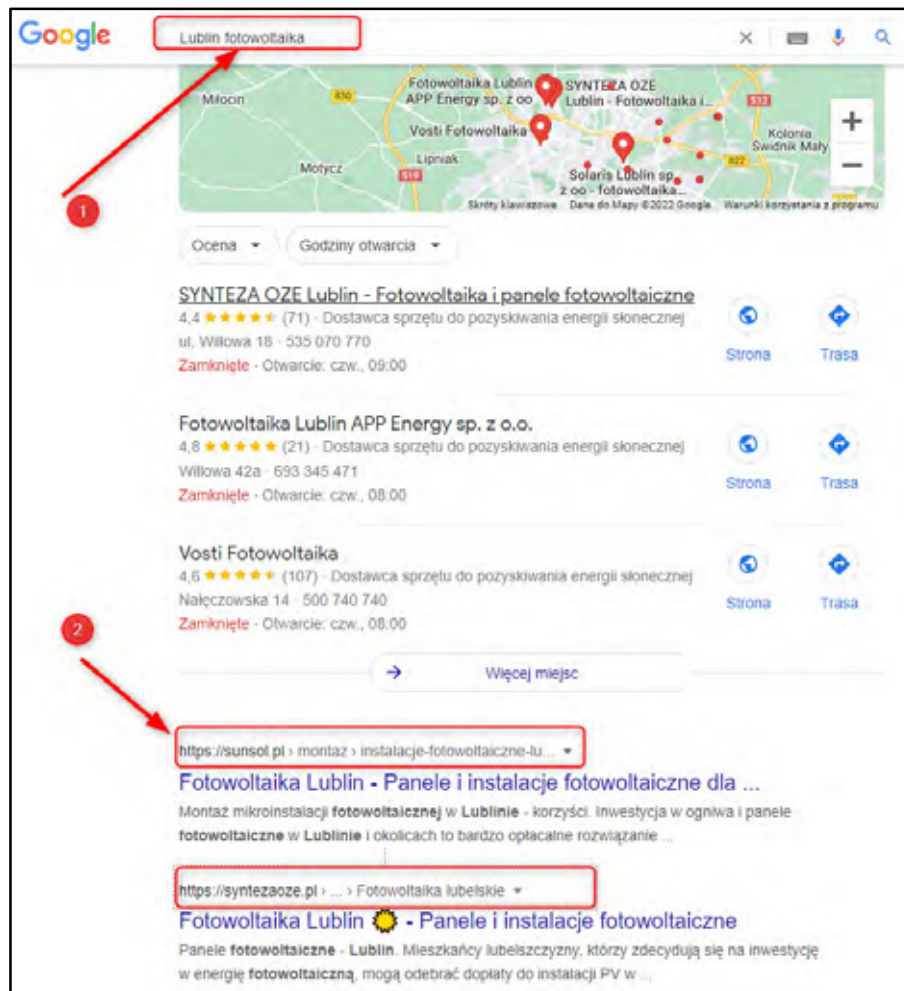 Google
Lublin fotowoltaika
Miłocin
830
Fotowoltaika Lublin
APP Energy sp. z oo
SYNTEZA OZE
Lublin - Fotowoltaika i...
S12
Vosti Fotowoltaika
Kolonia
Świdnik Mały
Lipniak
Motycz
S19
822
Solaris Lublin sp.
z oo - fotowoltaika...
Skróty klawiszowe Dane do Mapy ©2022 Google Warunki korzystania z programu
+
−
1
Ocena
Godziny otwarcia
SYNTEZA OZE Lublin - Fotowoltaika i panele fotowoltaiczne
4,4 (71) · Dostawca sprzętu do pozyskiwania energii słonecznej
ul, Willowa 18 · 535 070 770
Zamknięte · Otwarcie: czw., 09:00
Strona Trasa
Fotowoltaika Lublin APP Energy sp. z o.o.
4,8 (21) · Dostawca sprzętu do pozyskiwania energii słonecznej
Willowa 42a · 693 345 471
Zamknięte · Otwarcie: czw., 08:00
Strona Trasa
Vosti Fotowoltaika
4,6 (107) · Dostawca sprzętu do pozyskiwania energii słonecznej
Nałęczowska 14 · 500 740 740
Zamknięte · Otwarcie: czw., 08:00
Strona Trasa
2
→ Więcej miejsc
https://sunsol.pl › montaz › instalacje-fotowoltaiczne-lu...
Fotowoltaika Lublin - Panele i instalacje fotowoltaiczne dla ...
Montaż mikroinstalacji fotowoltaicznej w Lublinie - korzyści. Inwestycja w ogniwa i panele
fotowoltaiczne w Lublinie i okolicach to bardzo opłacalne rozwiązanie ...
https://syntezaoze.pl › ... › Fotowoltaika lubelskie
Fotowoltaika Lublin - Panele i instalacje fotowoltaiczne
Panele fotowoltaiczne - Lublin. Mieszkańcy lubelszczyzny, którzy zdecydują się na inwestycję
w energię fotowoltaiczną, mogą odebrać dopłaty do instalacji PV w ...